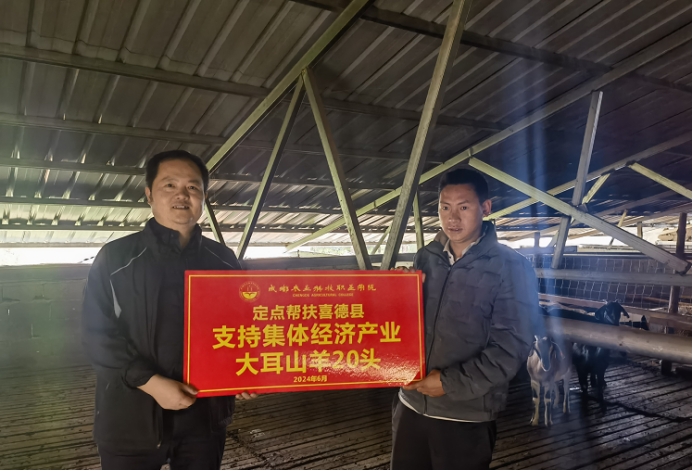 成都农业科技职业学院
定点帮扶喜德县
支持集体经济产业
大耳山羊20头
2024年6月